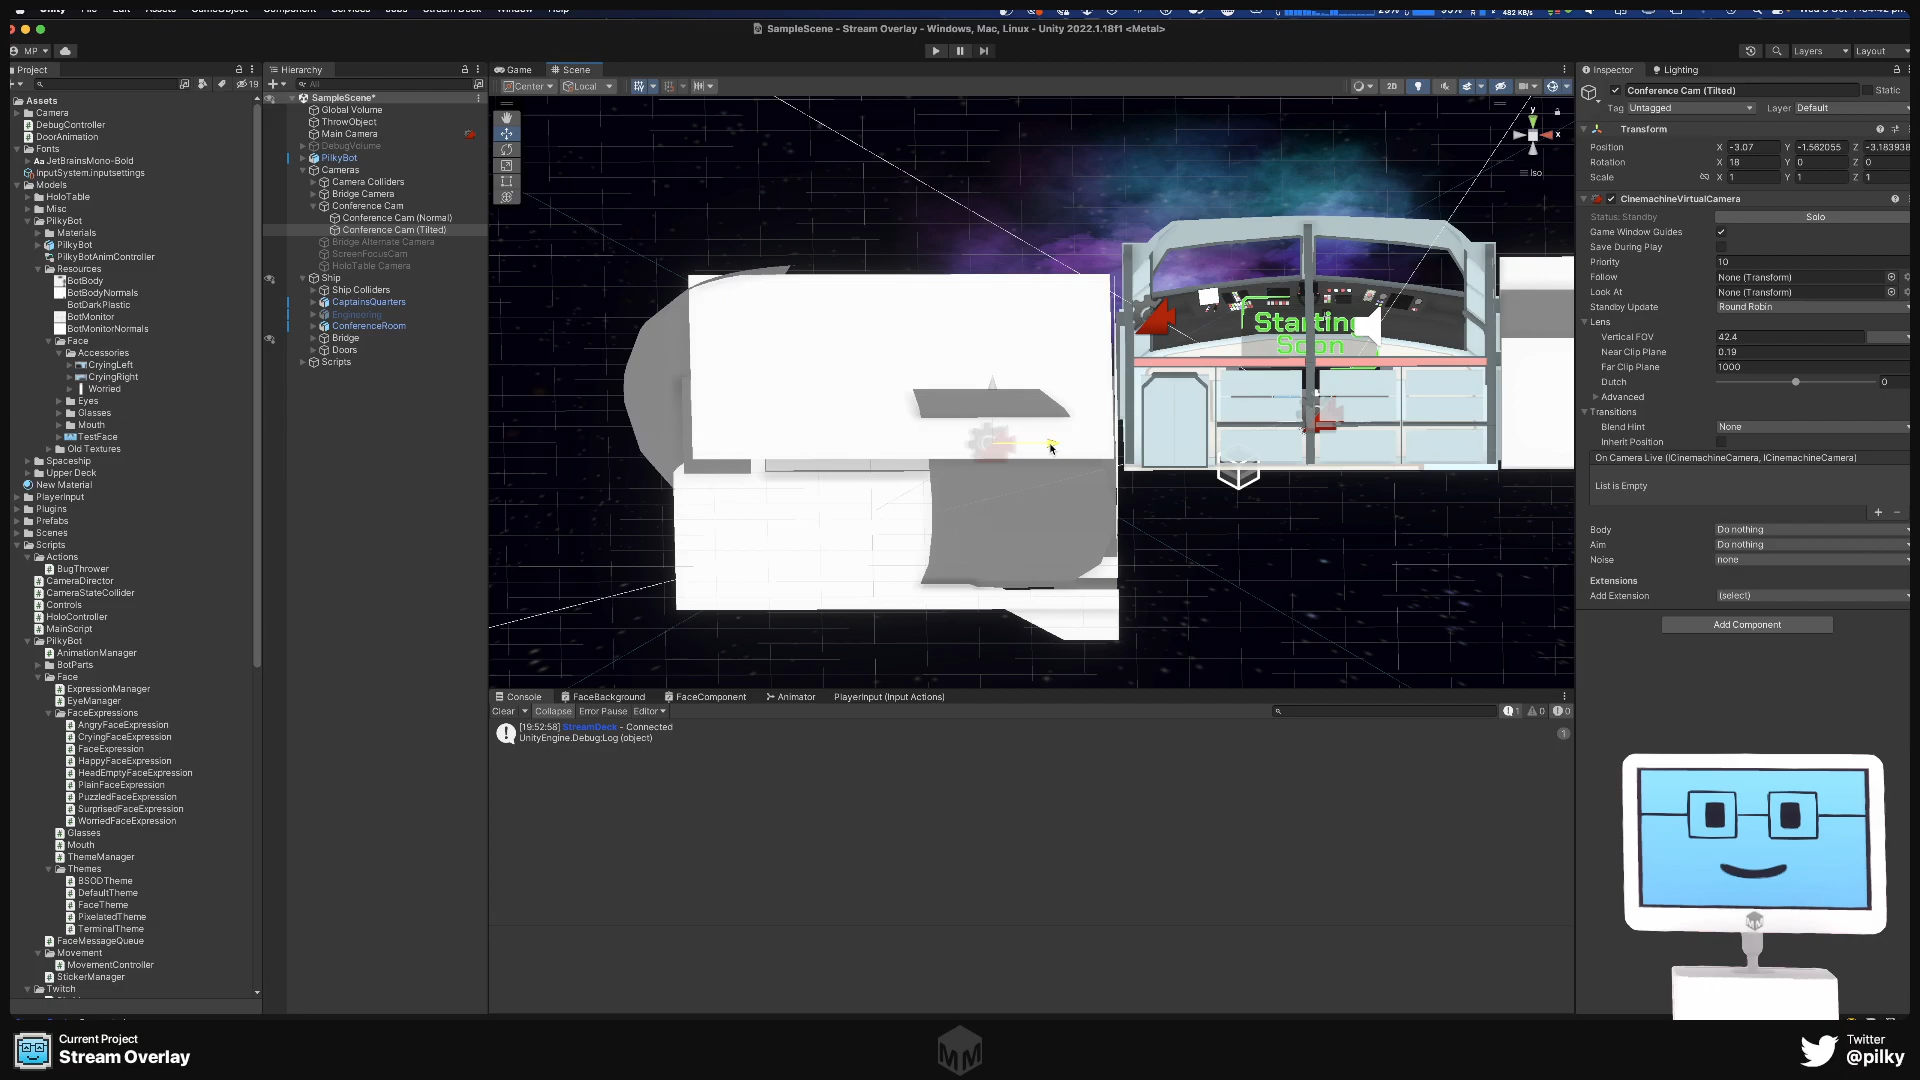 SampleScene - Stream Overlay - Windows, Mac, Linux - Unity 2022.1.18f1 <Metal>
MP
Layers
Layout
Project
19
Assets
Camera
DebugController
DoorAnimation
Fonts
JetBrainsMono-Bold
InputSystem.inputsettings
Models
HoloTable
Misc
PilkyBot
Materials
PilkyBot
PilkyBotAnimController
Resources
BotBody
BotBodyNormals
BotDarkPlastic
BotMonitor
BotMonitorNormals
Face
Accessories
CryingLeft
CryingRight
Worried
Eyes
Glasses
Mouth
TestFace
Old Textures
Spaceship
Upper Deck
New Material
PlayerInput
Plugins
Prefabs
Scenes
Scripts
Actions
BugThrower
CameraDirector
CameraStateCollider
Controls
HoloController
MainScript
PilkyBot
AnimationManager
BotParts
Face
ExpressionManager
EyeManager
FaceExpressions
AngryFaceExpression
CryingFaceExpression
FaceExpression
HappyFaceExpression
HeadEmptyFaceExpression
PlainFaceExpression
PuzzledFaceExpression
SurprisedFaceExpression
WorriedFaceExpression
Glasses
Mouth
ThemeManager
Themes
BSODTheme
DefaultTheme
FaceTheme
PixelatedTheme
TerminalTheme
FaceMessageQueue
Movement
MovementController
StickerManager
Twitch
Hierarchy
All
SampleScene*
Global Volume
ThrowObject
Main Camera
DebugVolume
PilkyBot
Cameras
Camera Colliders
Bridge Camera
Conference Cam
Conference Cam (Normal)
Conference Cam (Tilted)
Bridge Alternate Camera
ScreenFocusCam
HoloTable Camera
Ship
Ship Colliders
CaptainsQuarters
Engineering
ConferenceRoom
Bridge
Doors
Scripts
Game
Scene
Center
Local
2D
y
x
Iso
Starting
Soon
Console
FaceBackground
FaceComponent
Animator
PlayerInput (Input Actions)
Clear
Collapse
Error Pause
Editor
1
0
0
[19:52:58] StreamDeck - Connected
UnityEngine.Debug:Log (object)
1
Inspector
Lighting
Conference Cam (Tilted)
Static
Tag Untagged
Layer Default
Transform
Position X -3.07 Y -1.562055 Z -3.183938
Rotation X 18 Y 0 Z 0
Scale X 1 Y 1 Z 1
CinemachineVirtualCamera
Status: Standby
Solo
Game Window Guides
Save During Play
Priority 10
Follow None (Transform)
Look At None (Transform)
Standby Update Round Robin
Lens
Vertical FOV 42.4
Near Clip Plane 0.19
Far Clip Plane 1000
Dutch 0
Advanced
Transitions
Blend Hint None
Inherit Position
On Camera Live (ICinemachineCamera, ICinemachineCamera)
List is Empty
Body Do nothing
Aim Do nothing
Noise none
Extensions
Add Extension (select)
Add Component
Current Project
Stream Overlay
MM
Twitter
@pilky